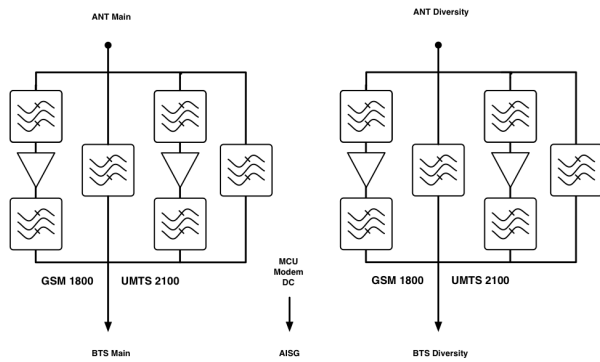 ANT Main
ANT Diversity
GSM 1800
UMTS 2100
MCU
Modem
DC
GSM 1800
UMTS 2100
BTS Main
AISG
BTS Diversity